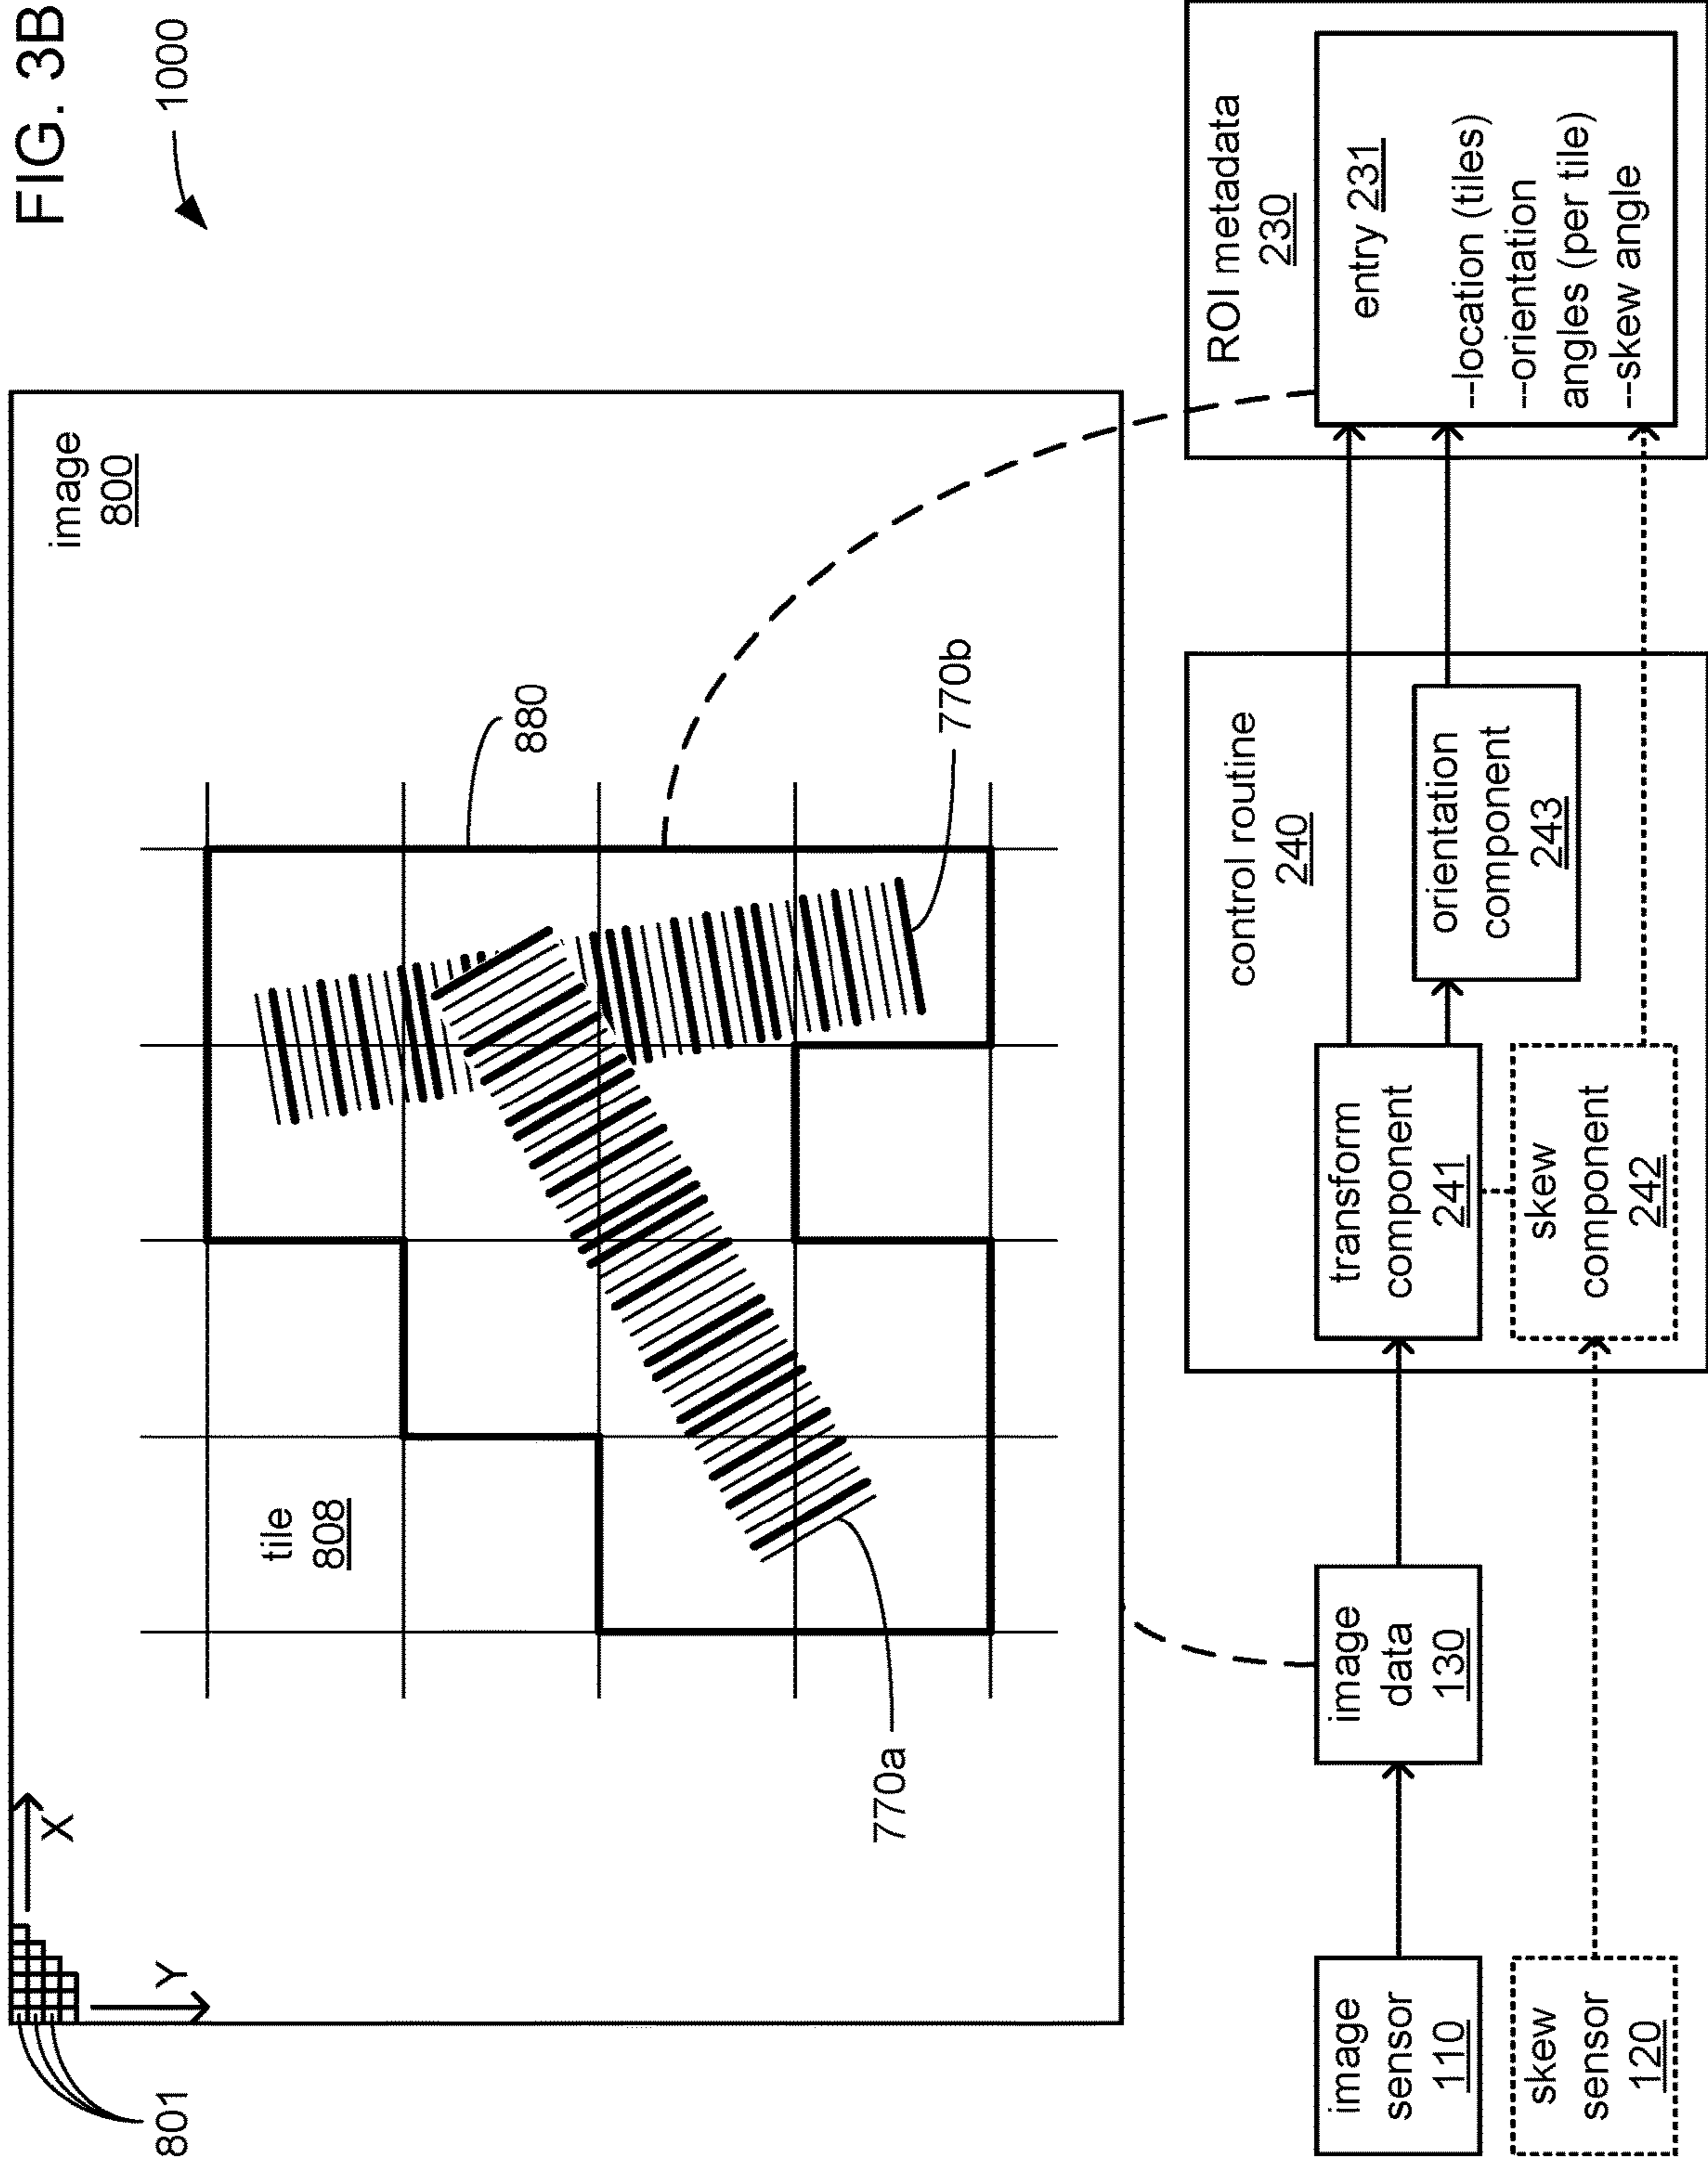 801
X
Y
image
800
tile
808
880
770a
770b
image
sensor
110
skew
sensor
120
image
data
130
control routine
240
transform
component
241
skew
component
242
orientation
component
243
ROI metadata
230
entry 231
--location (tiles)
--orientation
angles (per tile)
--skew angle
1000
FIG. 3B